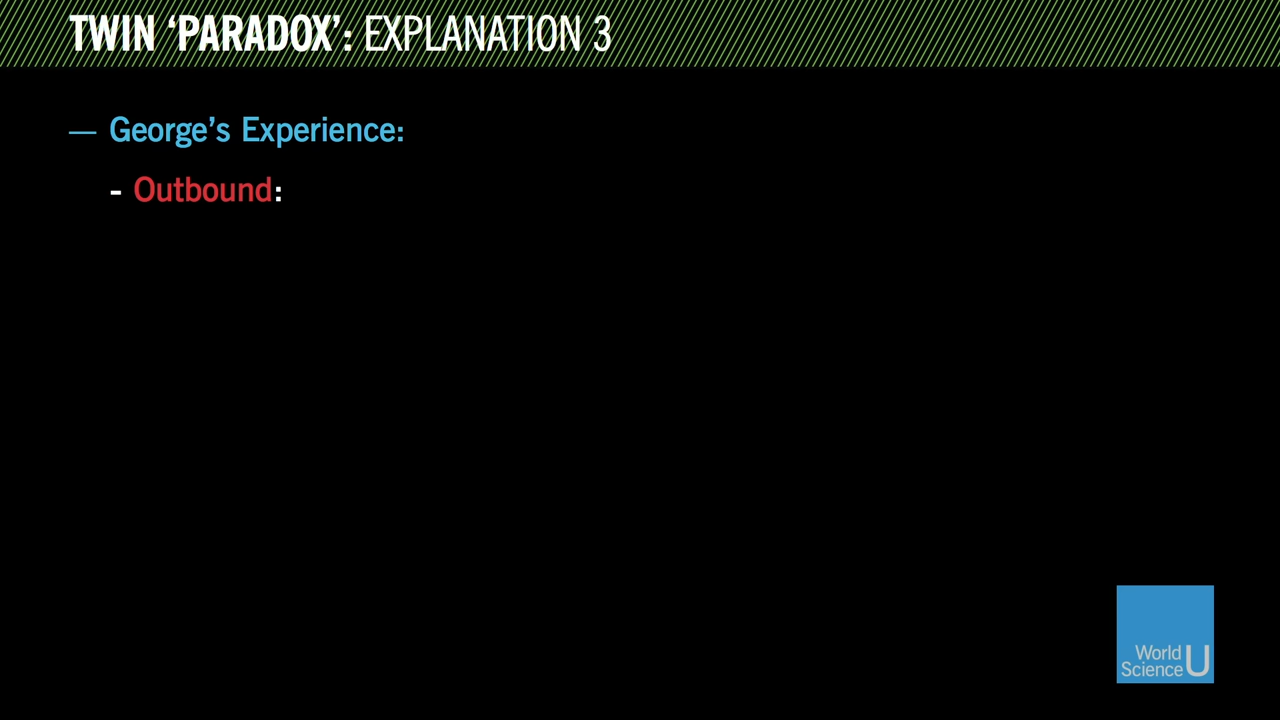 TWIN ‘PARADOX’: EXPLANATION 3
— George’s Experience:
- Outbound:
World
Science U